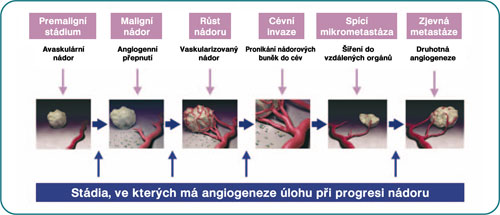 Premaligní
stádium
Maligní
nádor
Růst
nádoru
Cévní
invaze
Spící
mikrometastáza
Zjevná
metastáze
Avaskulární
nádor
Angiogenní
přepnutí
Vaskularizovaný
nádor
Pronikání nádorových
buněk do cév
Šíření do
vzdálených orgánů
Druhotná
angiogeneze
Stádia, ve kterých má angiogeneze úlohu při progresi nádoru